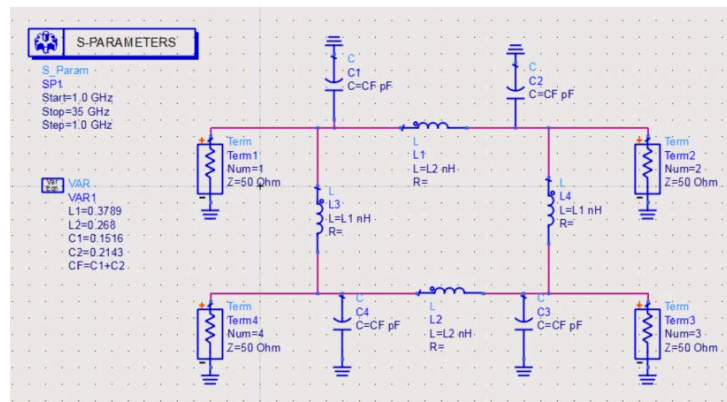 S-PARAMETERS
S_Param
SP1
Start=1.0 GHz
Stop=35 GHz
Step=1.0 GHz
C
C1
C=CF pF
C
C2
C=CF pF
Term
Term1
Num=1
Z=50 Ohm
L
L1
L=L2 nH
R=
Term
Term2
Num=2
Z=50 Ohm
Var
Eqn
VAR
VAR1
L1=0.3789
L2=0.268
C1=0.1516
C2=0.2143
CF=C1+C2
L
L3
L=L1 nH
R=
L
L4
L=L1 nH
R=
Term
Term4
Num=4
Z=50 Ohm
C
C4
C=CF pF
L
L2
L=L2 nH
R=
C
C3
C=CF pF
Term
Term3
Num=3
Z=50 Ohm